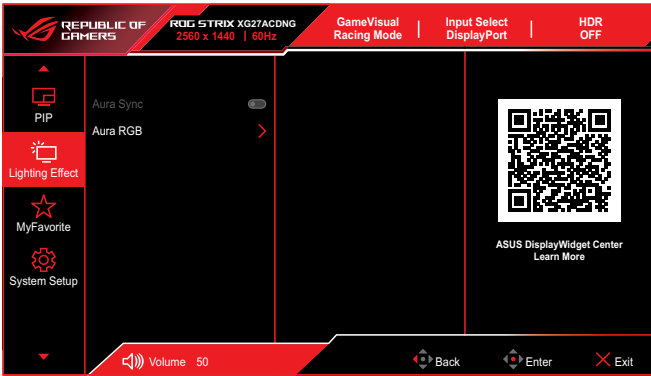 REPUBLIC OF
GAMERS
ROG STRIX XG27ACDNG
2560 x 1440 | 60Hz
GameVisual
Racing Mode
Input Select
DisplayPort
HDR
OFF
PIP
Lighting Effect
MyFavorite
System Setup
Aura Sync
Aura RGB
ASUS DisplayWidget Center
Learn More
Volume 50
Back
Enter
Exit